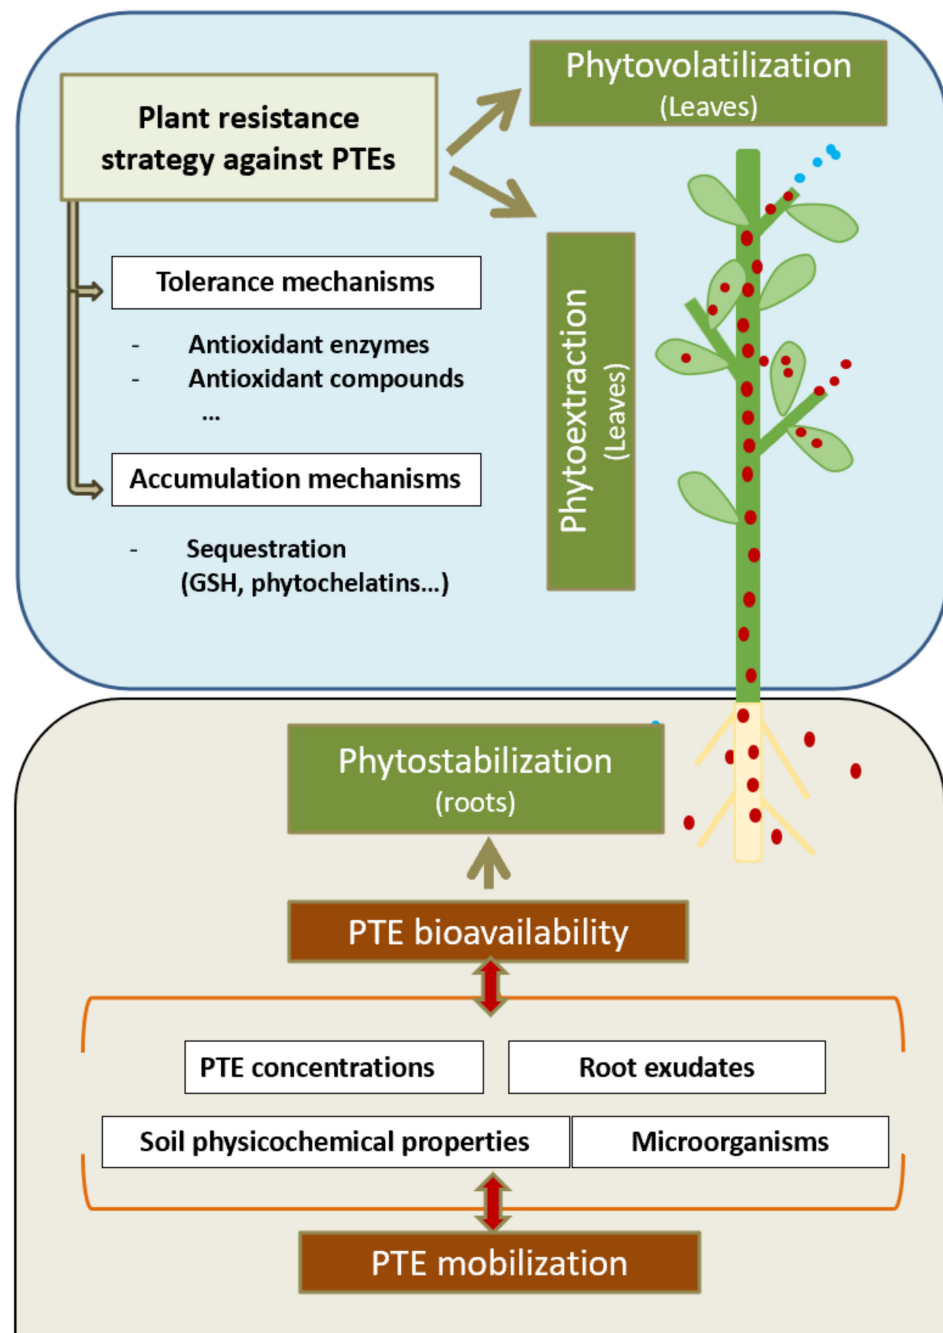 Phytovolatilization
(Leaves)
Plant resistance
strategy against PTEs
Tolerance mechanisms
- Antioxidant enzymes
- Antioxidant compounds
...
Accumulation mechanisms
- Sequestration
(GSH, phytochelatins...)
Phytoextraction
(Leaves)
Phytostabilization
(roots)
PTE bioavailability
PTE concentrations
Root exudates
Soil physicochemical properties
Microorganisms
PTE mobilization